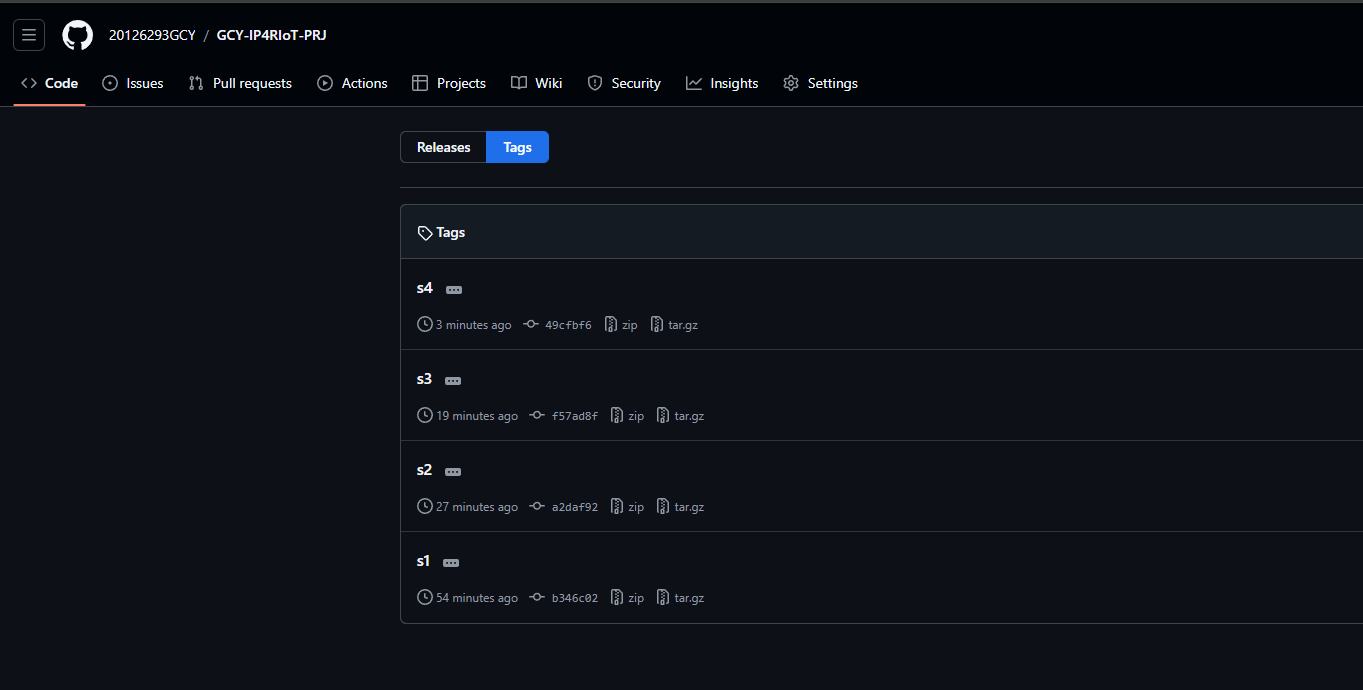 20126293GCY / GCY-IP4RIoT-PRJ
Code Issues Pull requests Actions Projects Wiki Security Insights Settings
Releases Tags
Tags
s4
3 minutes ago 49cfbf6 zip tar.gz
s3
19 minutes ago f57ad8f zip tar.gz
s2
27 minutes ago a2daf92 zip tar.gz
s1
54 minutes ago b346c02 zip tar.gz